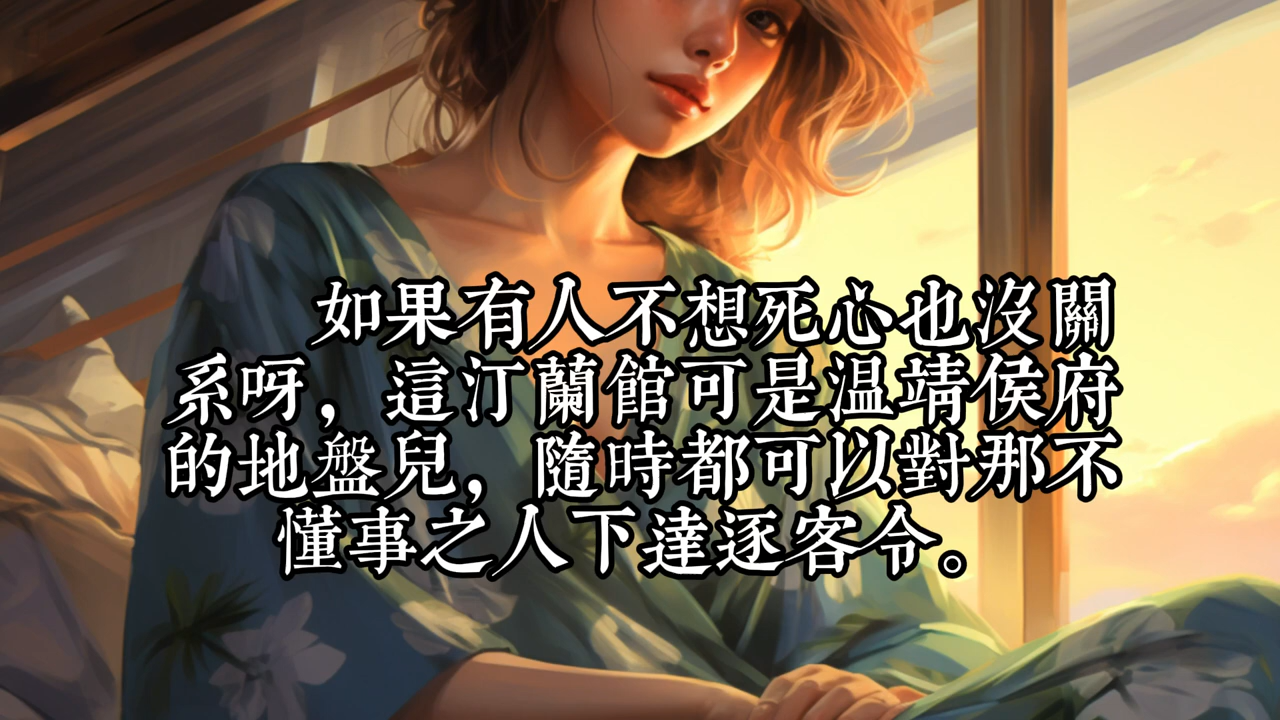 如果有人不想死心也沒關
系呀，這汀蘭館可是温靖侯府
的地盤兒，隨時都可以對那不
懂事之人下達逐客令。